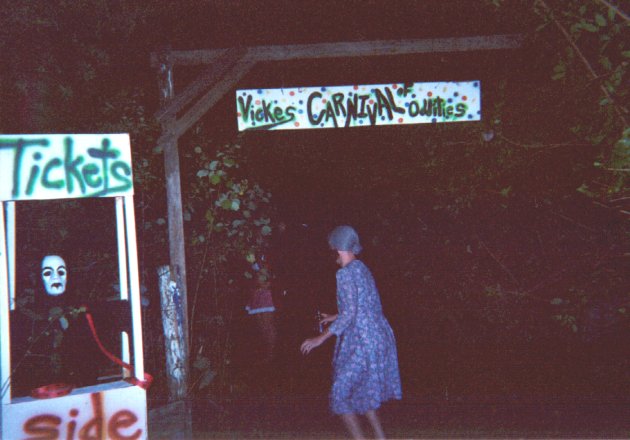 Vickes CARNIVAL of Oddities
Tickets
side